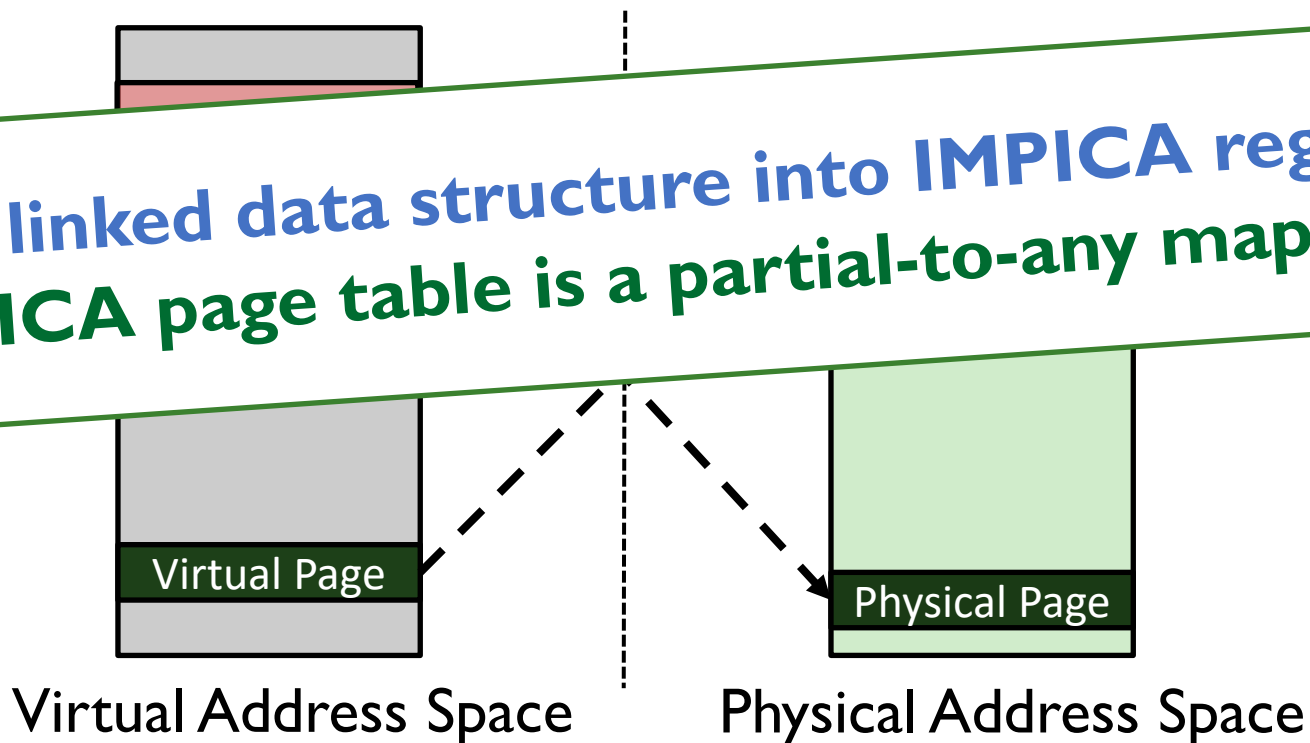 linked data structure into IMPICA reg
ICA page table is a partial-to-any map
Virtual Page
Physical Page
Virtual Address Space
Physical Address Space